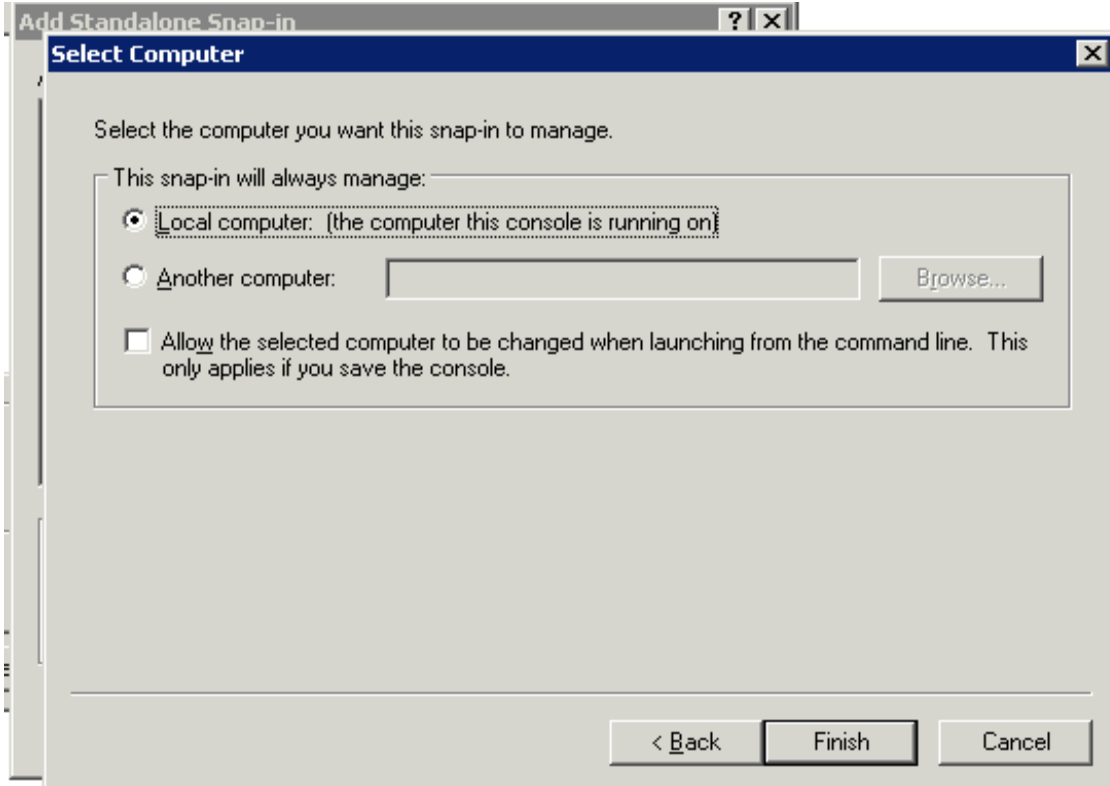 Add Standalone Snap-in
Select Computer
Select the computer you want this snap-in to manage.
This snap-in will always manage:
Local computer: (the computer this console is running on)
Another computer:
Browse...
Allow the selected computer to be changed when launching from the command line. This
only applies if you save the console.
< Back
Finish
Cancel